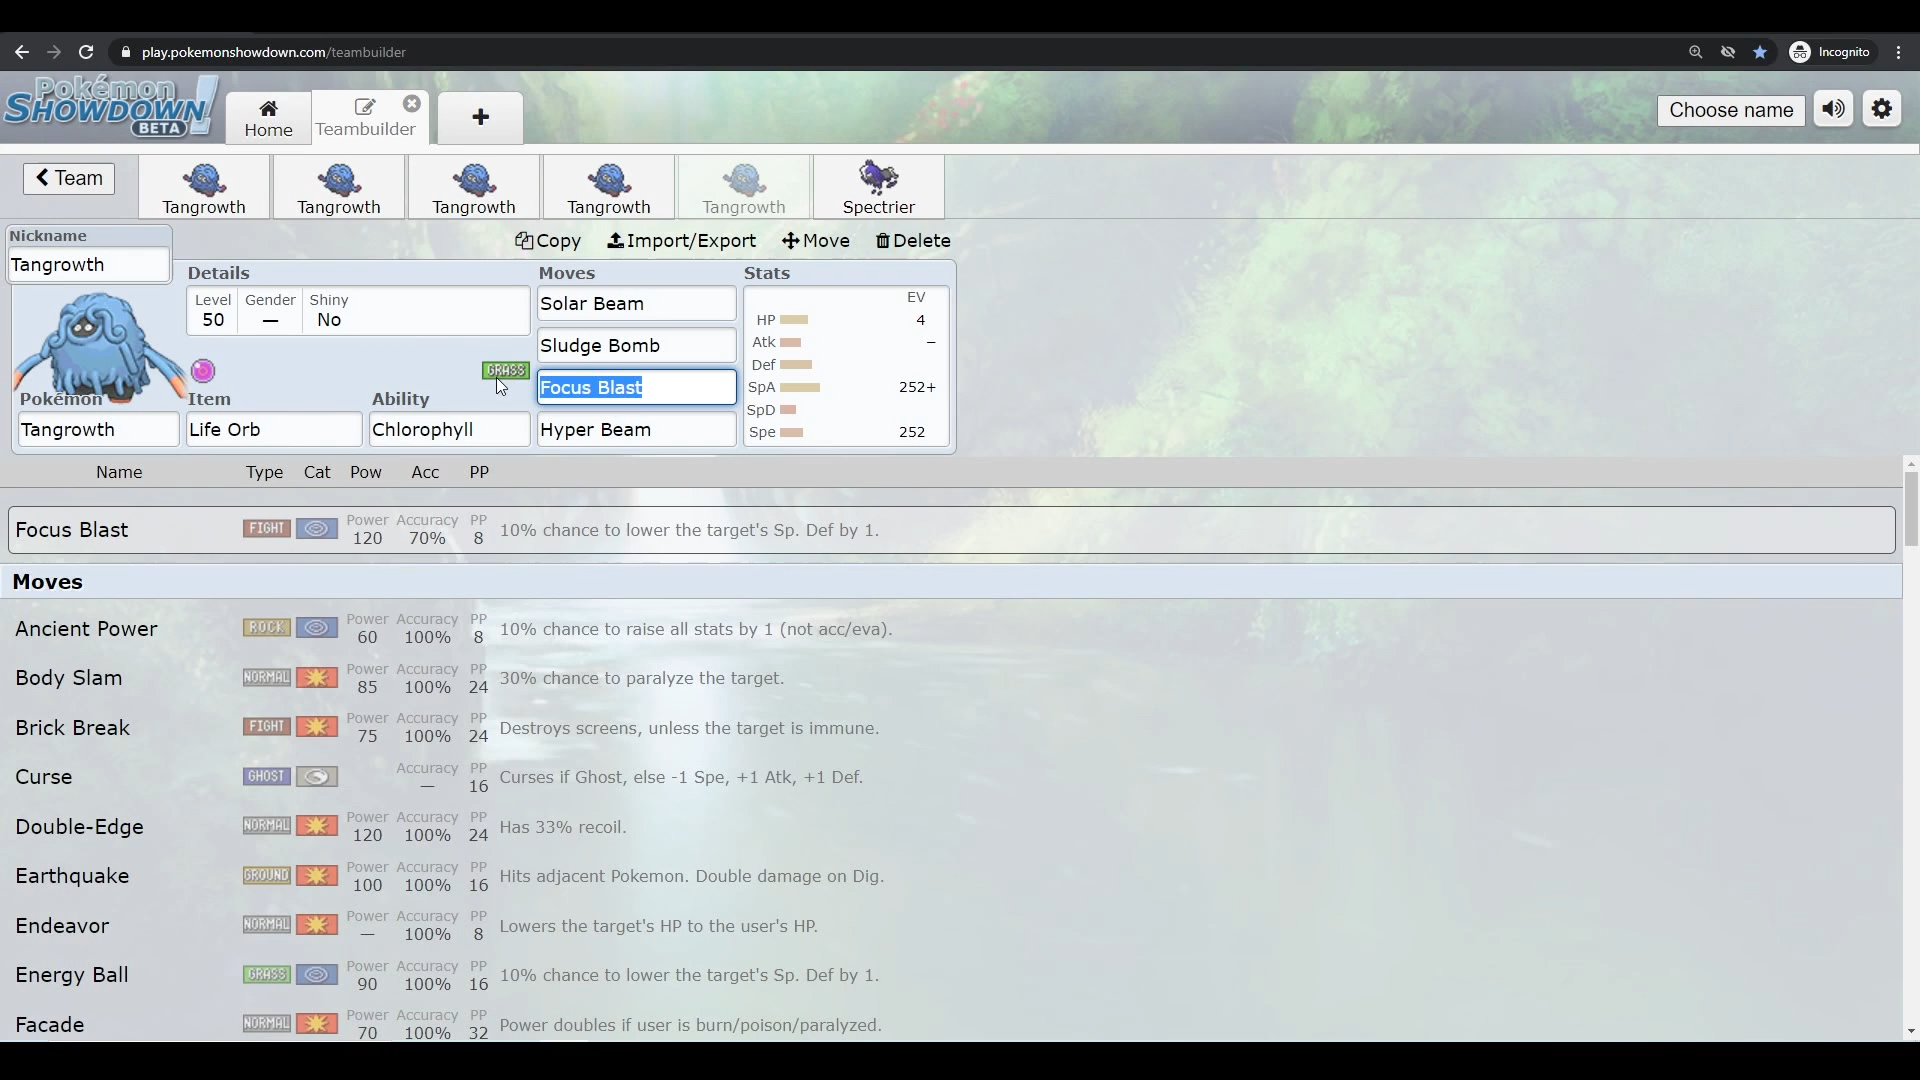 play.pokemonshowdown.com/teambuilder
Incognito
Pokémon
SHOWDOWN!
BETA
Home
Teambuilder
+
Choose name
Team
Tangrowth
Tangrowth
Tangrowth
Tangrowth
Tangrowth
Spectrier
Copy
Import/Export
Move
Delete
Nickname
Tangrowth
Details
Level Gender Shiny
50 — No
GRASS
Pokémon
Tangrowth
Item
Life Orb
Ability
Chlorophyll
Moves
Solar Beam
Sludge Bomb
Focus Blast
Hyper Beam
Stats
EV
HP 4
Atk –
Def
SpA 252+
SpD
Spe 252
Name Type Cat Pow Acc PP
Focus Blast FIGHT Power 120 Accuracy 70% PP 8 10% chance to lower the target's Sp. Def by 1.
Moves
Ancient Power ROCK Power 60 Accuracy 100% PP 8 10% chance to raise all stats by 1 (not acc/eva).
Body Slam NORMAL Power 85 Accuracy 100% PP 24 30% chance to paralyze the target.
Brick Break FIGHT Power 75 Accuracy 100% PP 24 Destroys screens, unless the target is immune.
Curse GHOST Accuracy — PP 16 Curses if Ghost, else -1 Spe, +1 Atk, +1 Def.
Double-Edge NORMAL Power 120 Accuracy 100% PP 24 Has 33% recoil.
Earthquake GROUND Power 100 Accuracy 100% PP 16 Hits adjacent Pokemon. Double damage on Dig.
Endeavor NORMAL Power — Accuracy 100% PP 8 Lowers the target's HP to the user's HP.
Energy Ball GRASS Power 90 Accuracy 100% PP 16 10% chance to lower the target's Sp. Def by 1.
Facade NORMAL Power 70 Accuracy 100% PP 32 Power doubles if user is burn/poison/paralyzed.